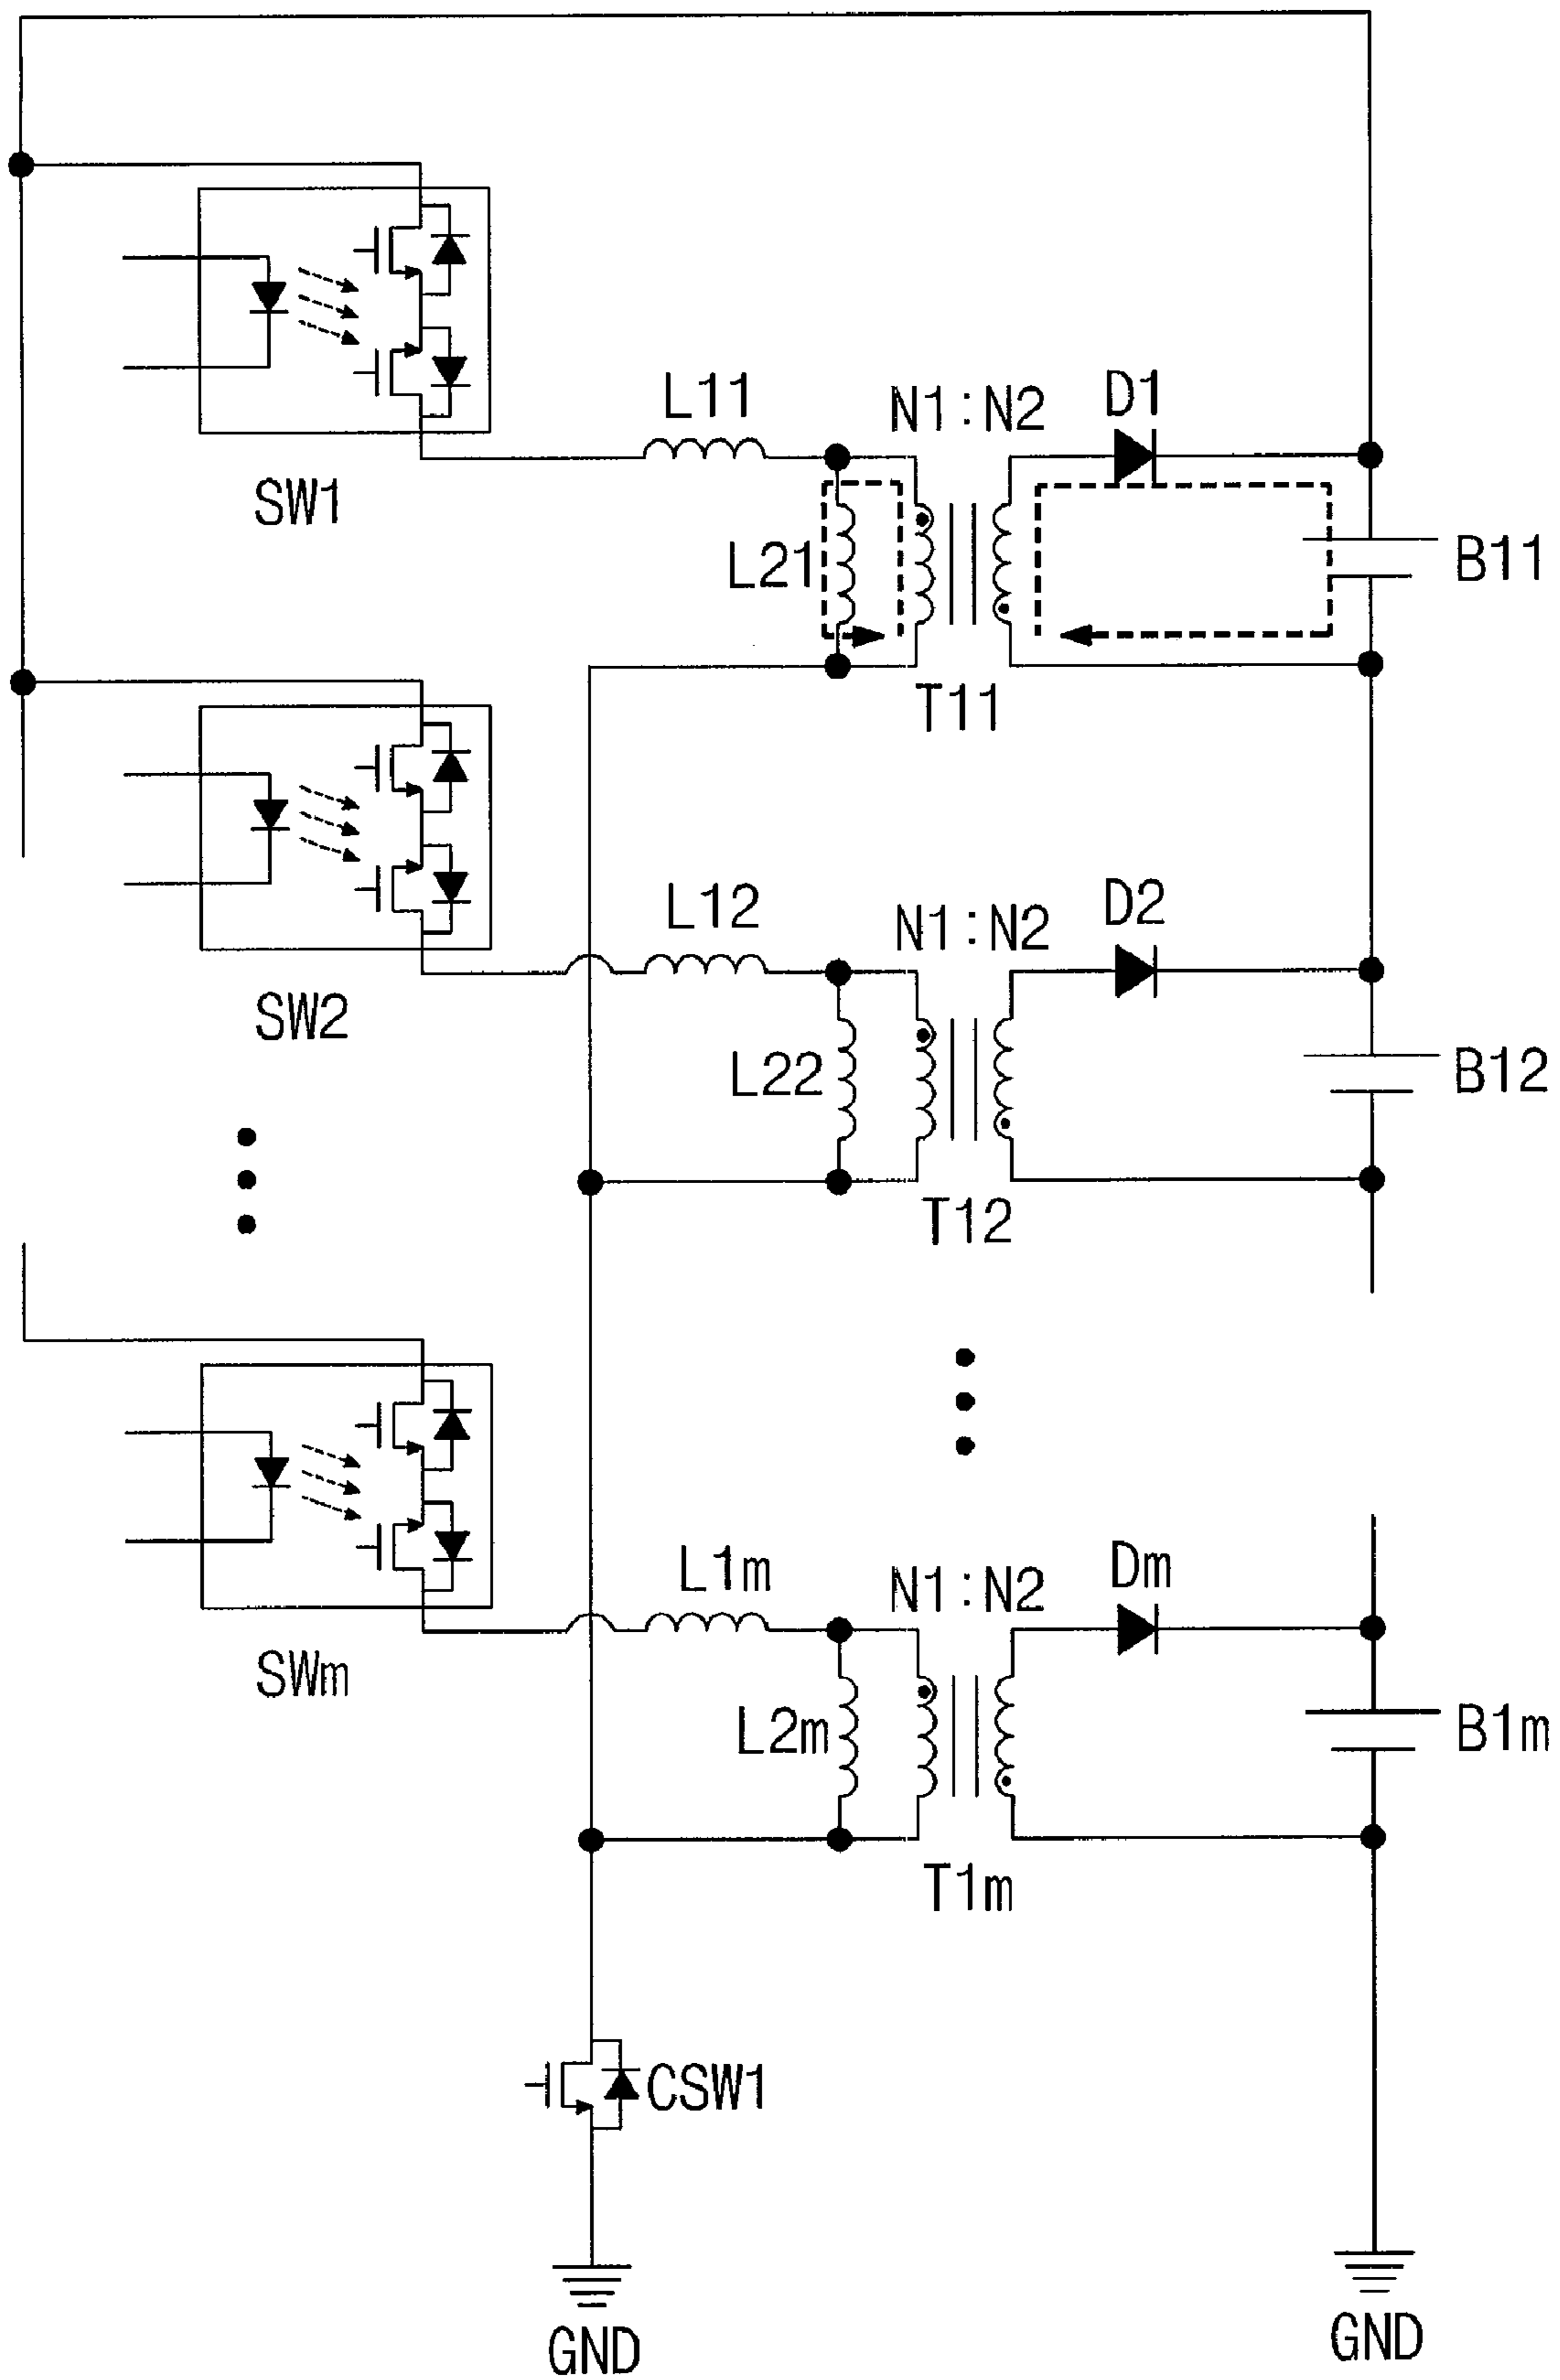 L11
N1:N2
D1
SW1
L21
B11
T11
L12
N1:N2
D2
SW2
L22
B12
T12
L1m
N1:N2
Dm
SWm
L2m
B1m
T1m
CSW1
GND
GND